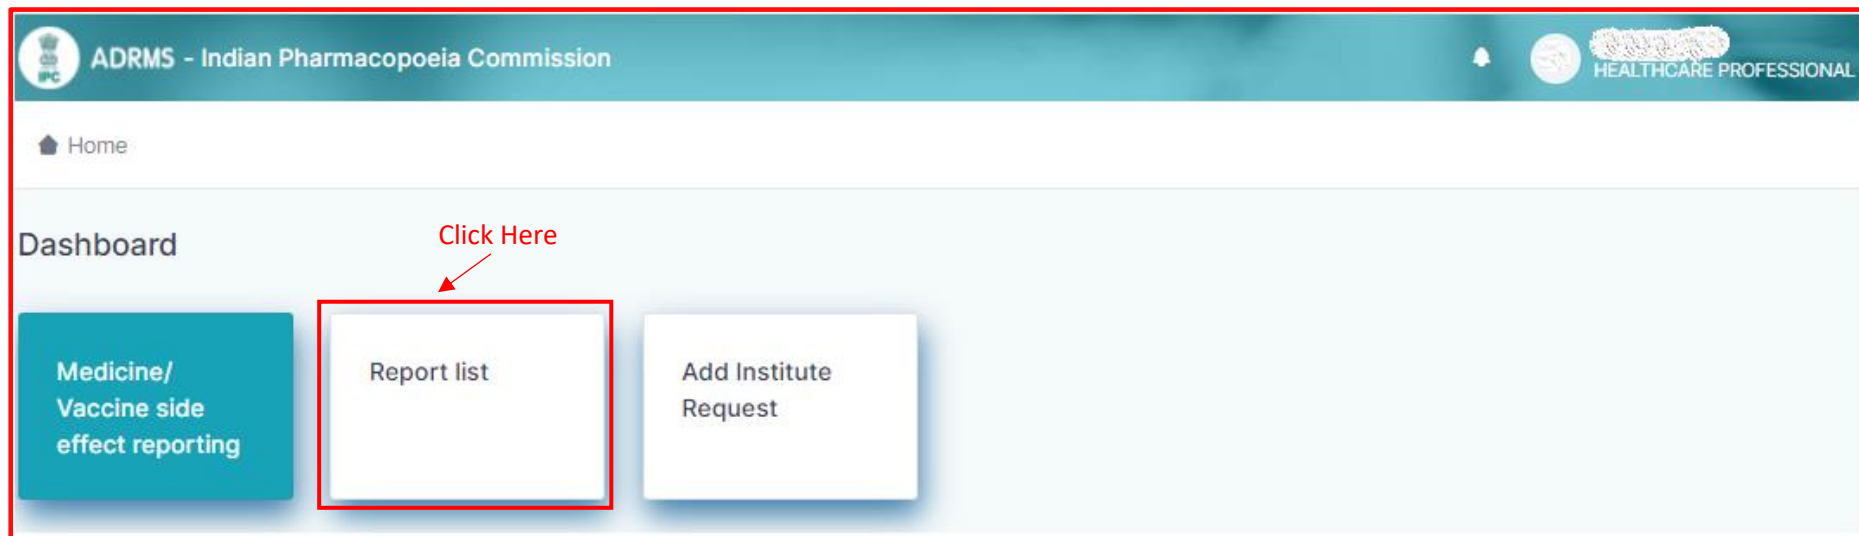 IPC
ADRMS - Indian Pharmacopoeia Commission
HEALTHCARE PROFESSIONAL
Home
Dashboard
Click Here
Medicine/
Vaccine side
effect reporting
Report list
Add Institute
Request